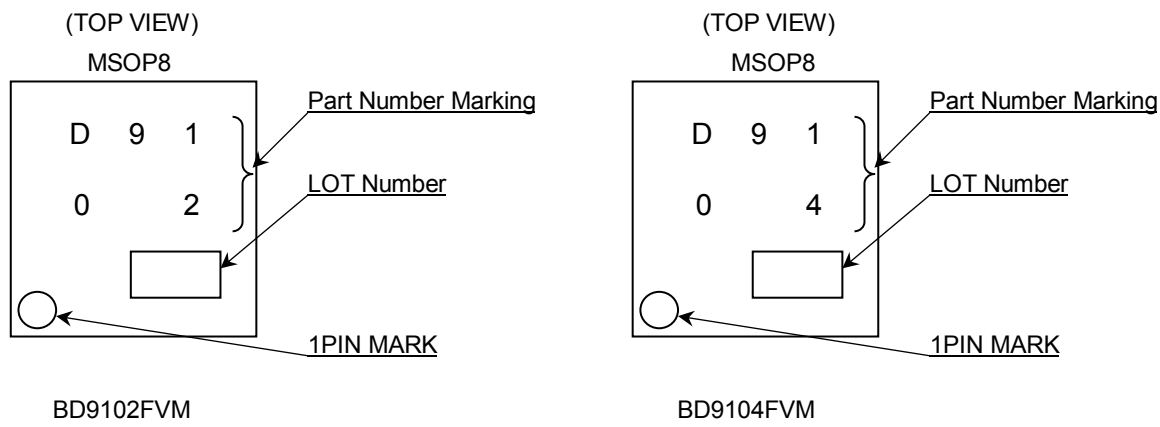 (TOP VIEW)
MSOP8
D 9 1
0 2
Part Number Marking
LOT Number
1PIN MARK
BD9102FVM
(TOP VIEW)
MSOP8
D 9 1
0 4
Part Number Marking
LOT Number
1PIN MARK
BD9104FVM